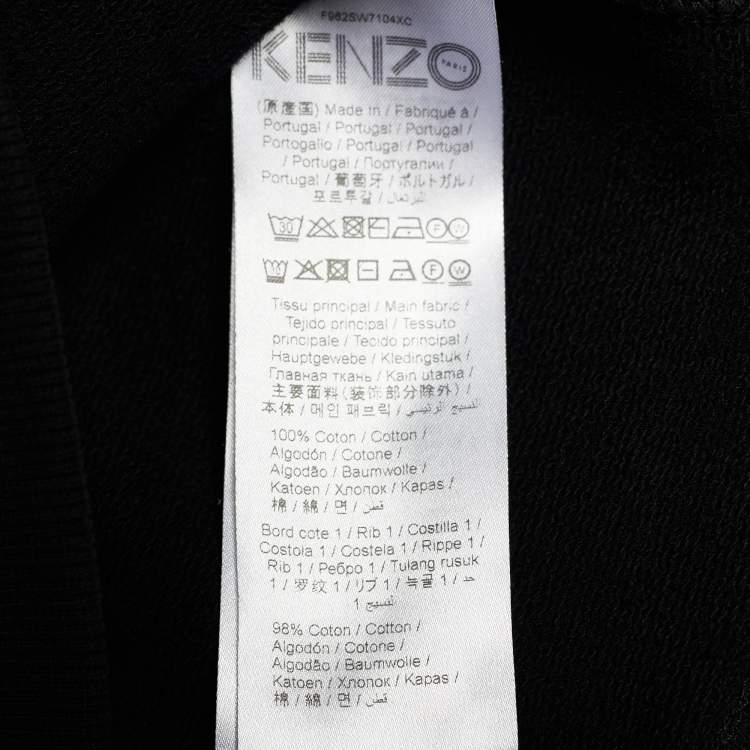 F962SW7104XC
KENZO
PARIS
(原産国) Made in / Fabriqué à /
Portugal / Portugal / Portugal /
Portogallo / Portugal / Portugal
/ Portugal / Португалии /
Portugal / 葡萄牙 / ポルトガル /
포르투갈 / البرتغال /
30
Tissu principal / Main fabric /
Tejido principal / Tessuto
principale / Tecido principal /
Hauptgewebe / Kledingstuk /
Главная ткань / Kain utama /
主要面料(装饰部分除外) /
本体 / 메인 패브릭 / النسيج الرئيسي
100% Coton / Cotton /
Algodón / Cotone /
Algodão / Baumwolle /
Katoen / Хлопок / Kapas /
棉 / 綿 / 면 / قطن
Bord cote 1 / Rib 1 / Costilla 1 /
Costola 1 / Costela 1 / Rippe 1 /
Rib 1 / Ребро 1 / Tulang rusuk
1 / 罗纹 1 / リブ 1 / 늑골 1 / حد
النسيج 1
98% Coton / Cotton /
Algodón / Cotone /
Algodão / Baumwolle /
Katoen / Хлопок / Kapas /
棉 / 綿 / 면 / قطن